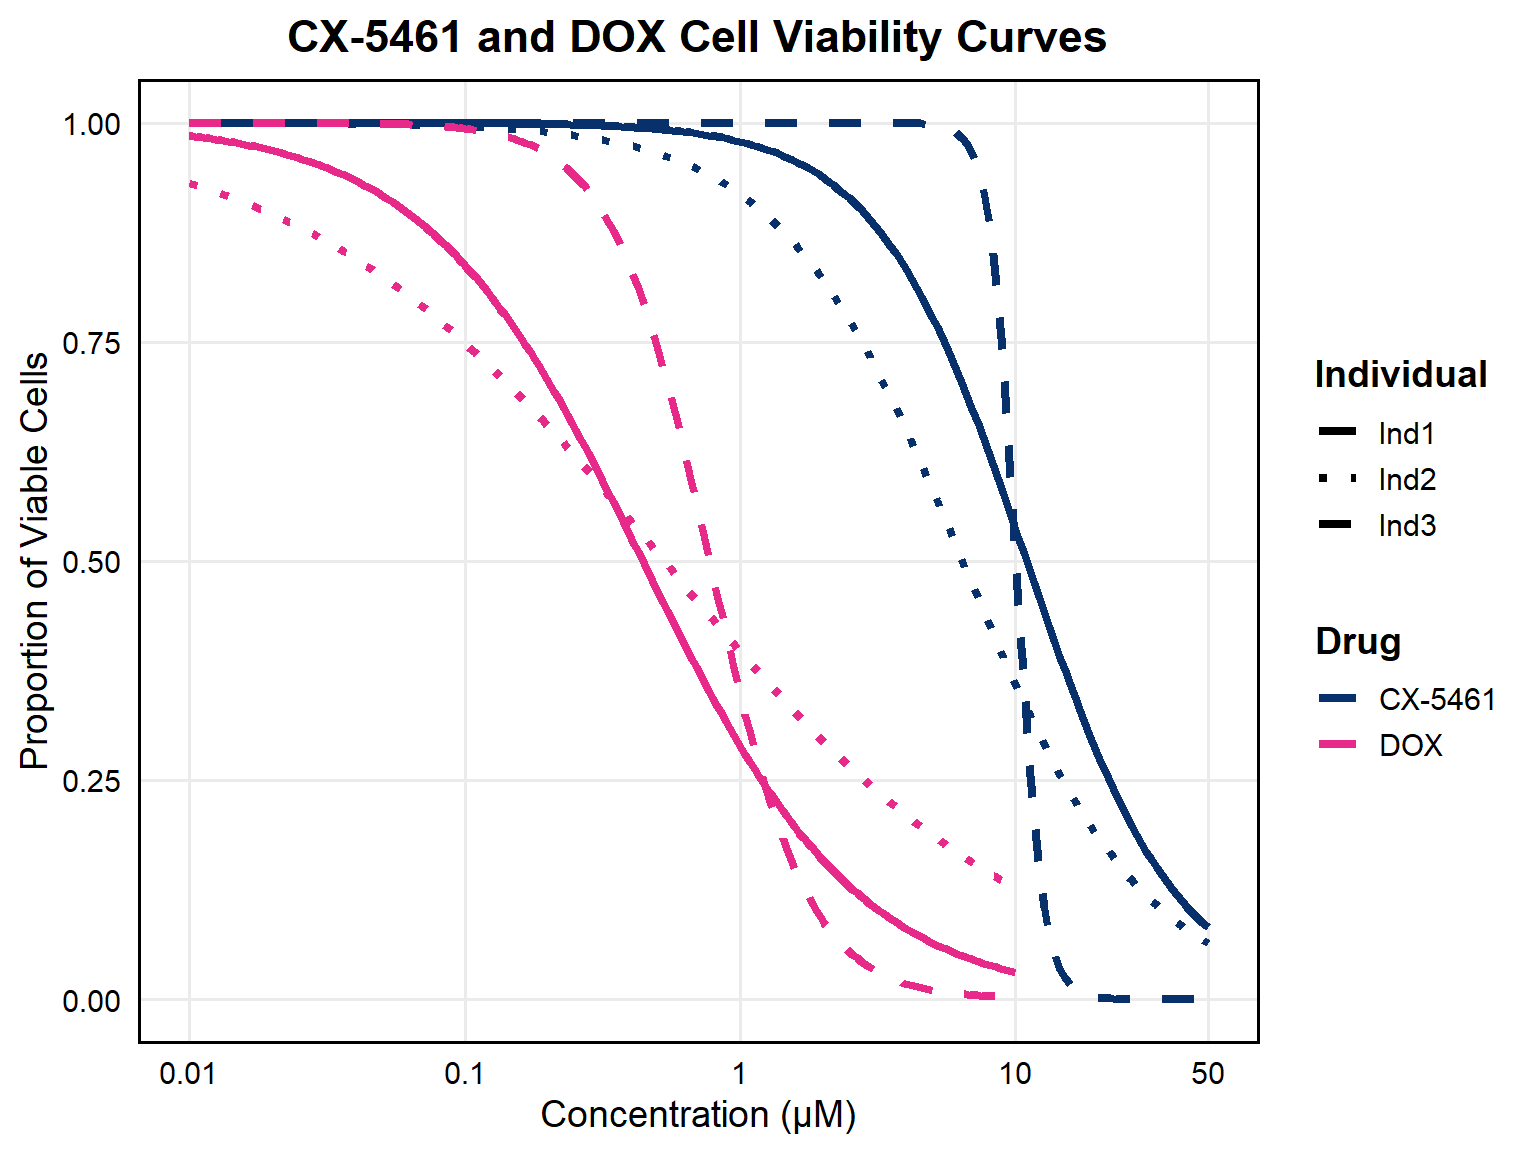 CX-5461 and DOX Cell Viability Curves
1.00
0.75
0.50
0.25
0.00
Proportion of Viable Cells
0.01 0.1 1 10 50
Concentration (µM)
Individual
Ind1
Ind2
Ind3
Drug
CX-5461
DOX